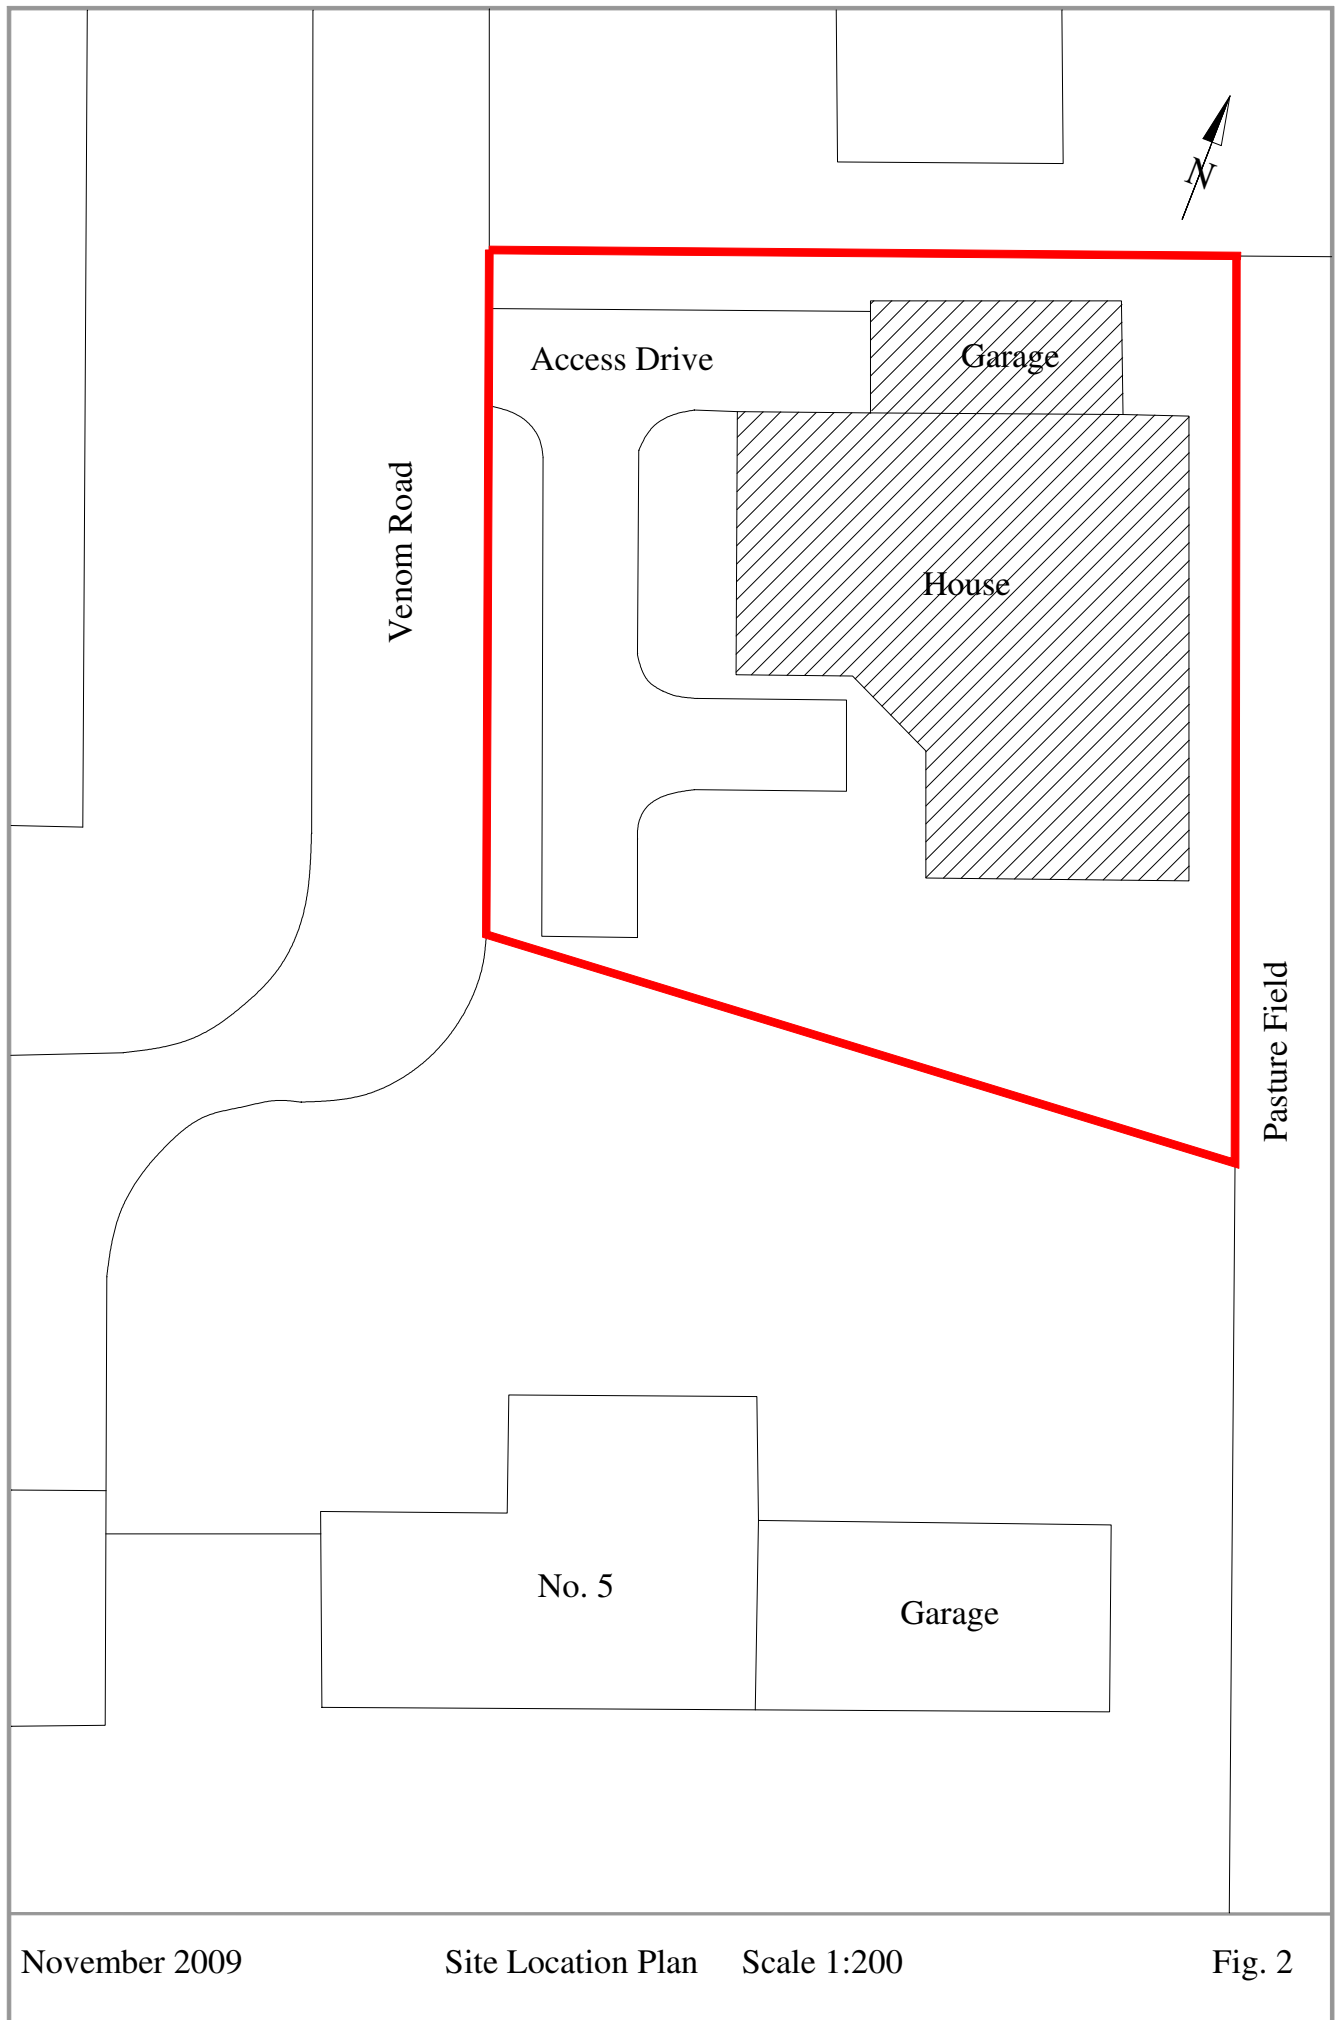 N
Access Drive
Garage
Venom Road
House
Pasture Field
No. 5
Garage
November 2009
Site Location Plan
Scale 1:200
Fig. 2